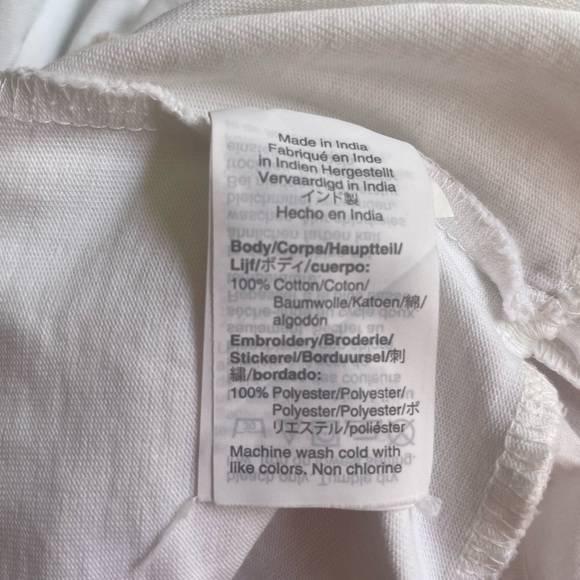 Made in India
Fabriqué en Inde
in Indien Hergestellt
Vervaardigd in India
インド製
Hecho en India
Body/Corps/Hauptteil/
Lijf/ボディ/cuerpo:
100% Cotton/Coton/
Baumwolle/Katoen/綿/
algodón
Embroidery/Broderie/
Stickerei/Borduursel/刺
繍/bordado:
100% Polyester/Polyester/
Polyester/Polyester/ポ
リエステル/poliéster
Machine wash cold with
like colors. Non chlorine